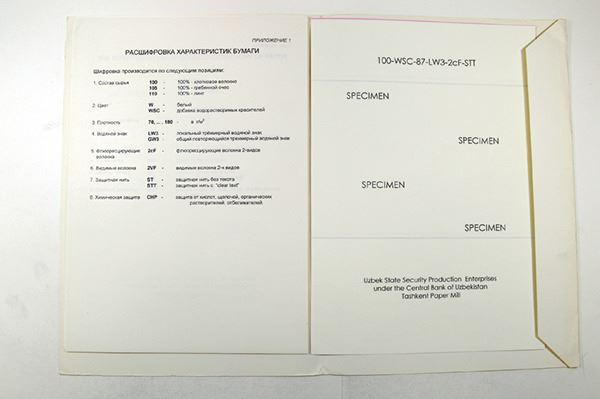 ПРИЛОЖЕНИЕ 1
РАСШИФРОВКА ХАРАКТЕРИСТИК БУМАГИ
Шифровка производится по следующим позициям:
1. Состав сырья 100 - 100% - хлопковое волокно
105 - 100% - гребенной очес
110 - 100% - линт
2. Цвет W - белый
WSC - добавка водорастворимых красителей
3. Плотность 70, ... , 180 - в г/м²
4. Водяной знак LW3 - локальный трёхмерный водяной знак
GW3 - общий повторяющийся трехмерный водяной знак
5. Флюоресцирующие 2cF - флюоресцирующие волокна 2-видов
волокна
6. Видимые волокна 2VF - видимые волокна 2-х видов
7. Защитная нить ST - защитная нить без текста
STT - защитная нить с "clear text"
8. Химическая защита CHP - защита от кислот, щелочей, органических
растворителей, отбеливателей.
100-WSC-87-LW3-2cF-STT
SPECIMEN
SPECIMEN
SPECIMEN
SPECIMEN
Uzbek State Security Production Enterprises
under the Central Bank of Uzbekistan
Tashkent Paper Mill